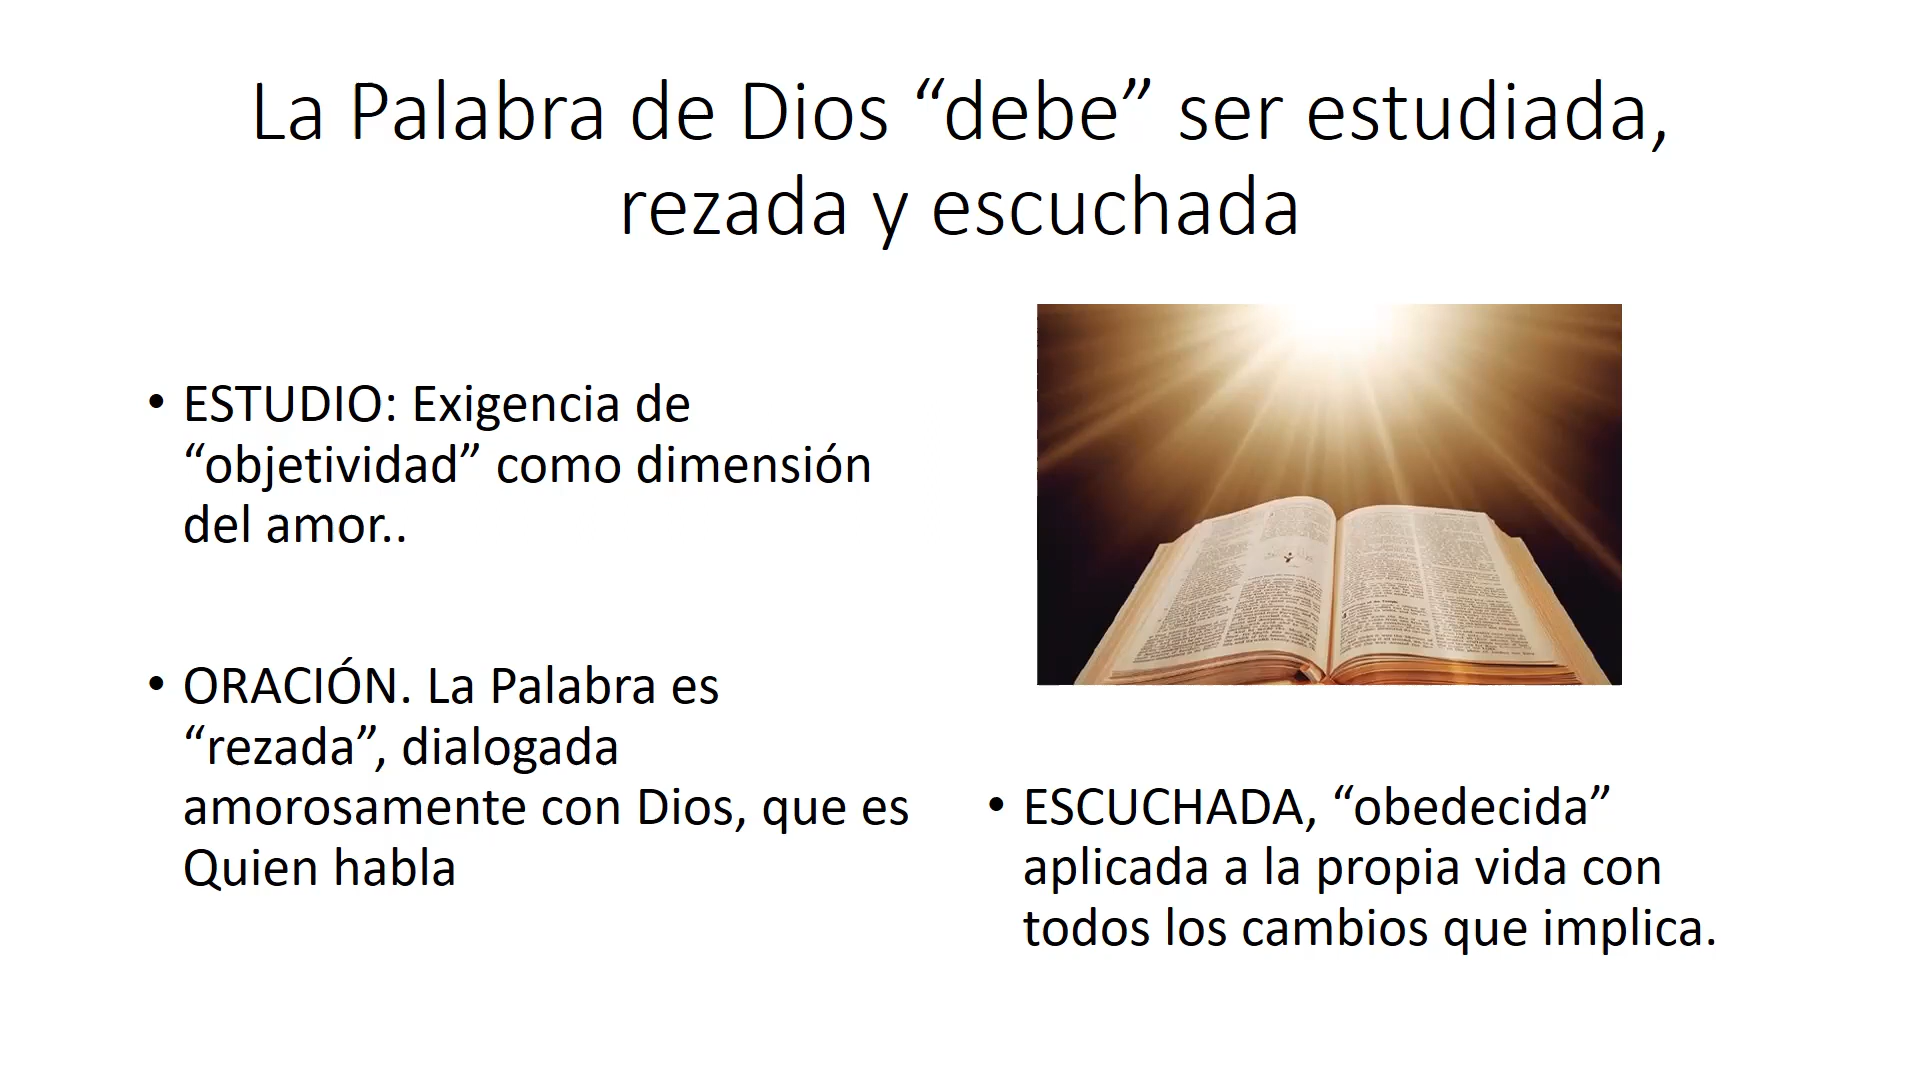 La Palabra de Dios “debe” ser estudiada,
rezada y escuchada
• ESTUDIO: Exigencia de
“objetividad” como dimensión
del amor..
• ORACIÓN. La Palabra es
“rezada”, dialogada
amorosamente con Dios, que es
Quien habla
• ESCUCHADA, “obedecida”
aplicada a la propia vida con
todos los cambios que implica.